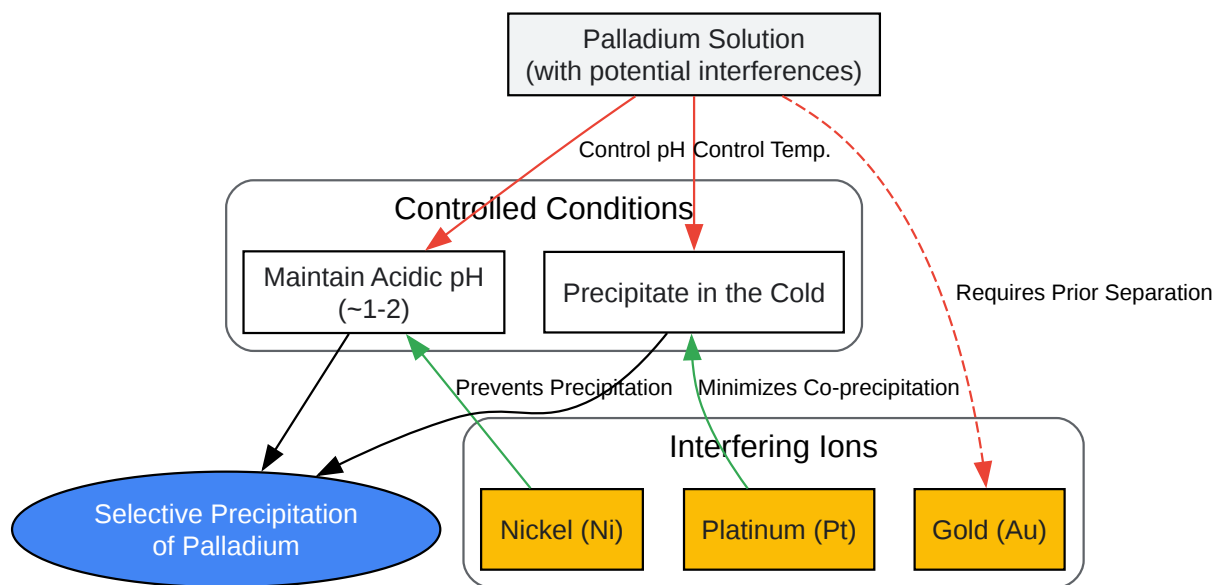 Palladium Solution
(with potential interferences)
Control pH
Control Temp.
Controlled Conditions
Maintain Acidic pH
(~1-2)
Precipitate in the Cold
Requires Prior Separation
Prevents Precipitation
Minimizes Co-precipitation
Interfering Ions
Selective Precipitation
of Palladium
Nickel (Ni)
Platinum (Pt)
Gold (Au)